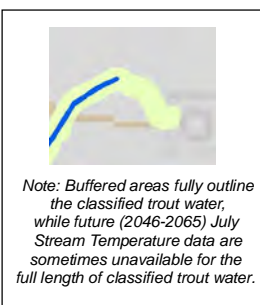 Note: Buffered areas fully outline
the classified trout water,
while future (2046-2065) July
Stream Temperature data are
sometimes unavailable for the
full length of classified trout water.